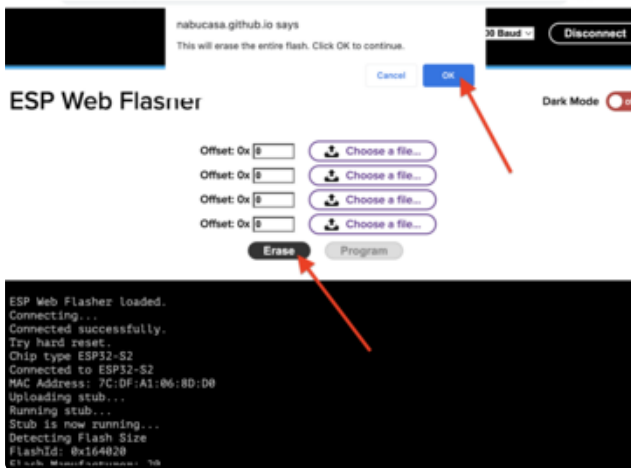 nabucasa.github.io says
This will erase the entire flash. Click OK to continue.
00 Baud
Disconnect
Cancel
OK
ESP Web Flasher
Dark Mode
Offset: 0x 0
Choose a file...
Offset: 0x 0
Choose a file...
Offset: 0x 0
Choose a file...
Offset: 0x 0
Choose a file...
Erase
Program
ESP Web Flasher loaded.
Connecting...
Connected successfully.
Try hard reset.
Chip type ESP32-S2
Connected to ESP32-S2
MAC Address: 7C:DF:A1:06:8D:D0
Uploading stub...
Running stub...
Stub is now running...
Detecting Flash Size
FlashId: 0x164020
Flash Manufacturer: 20